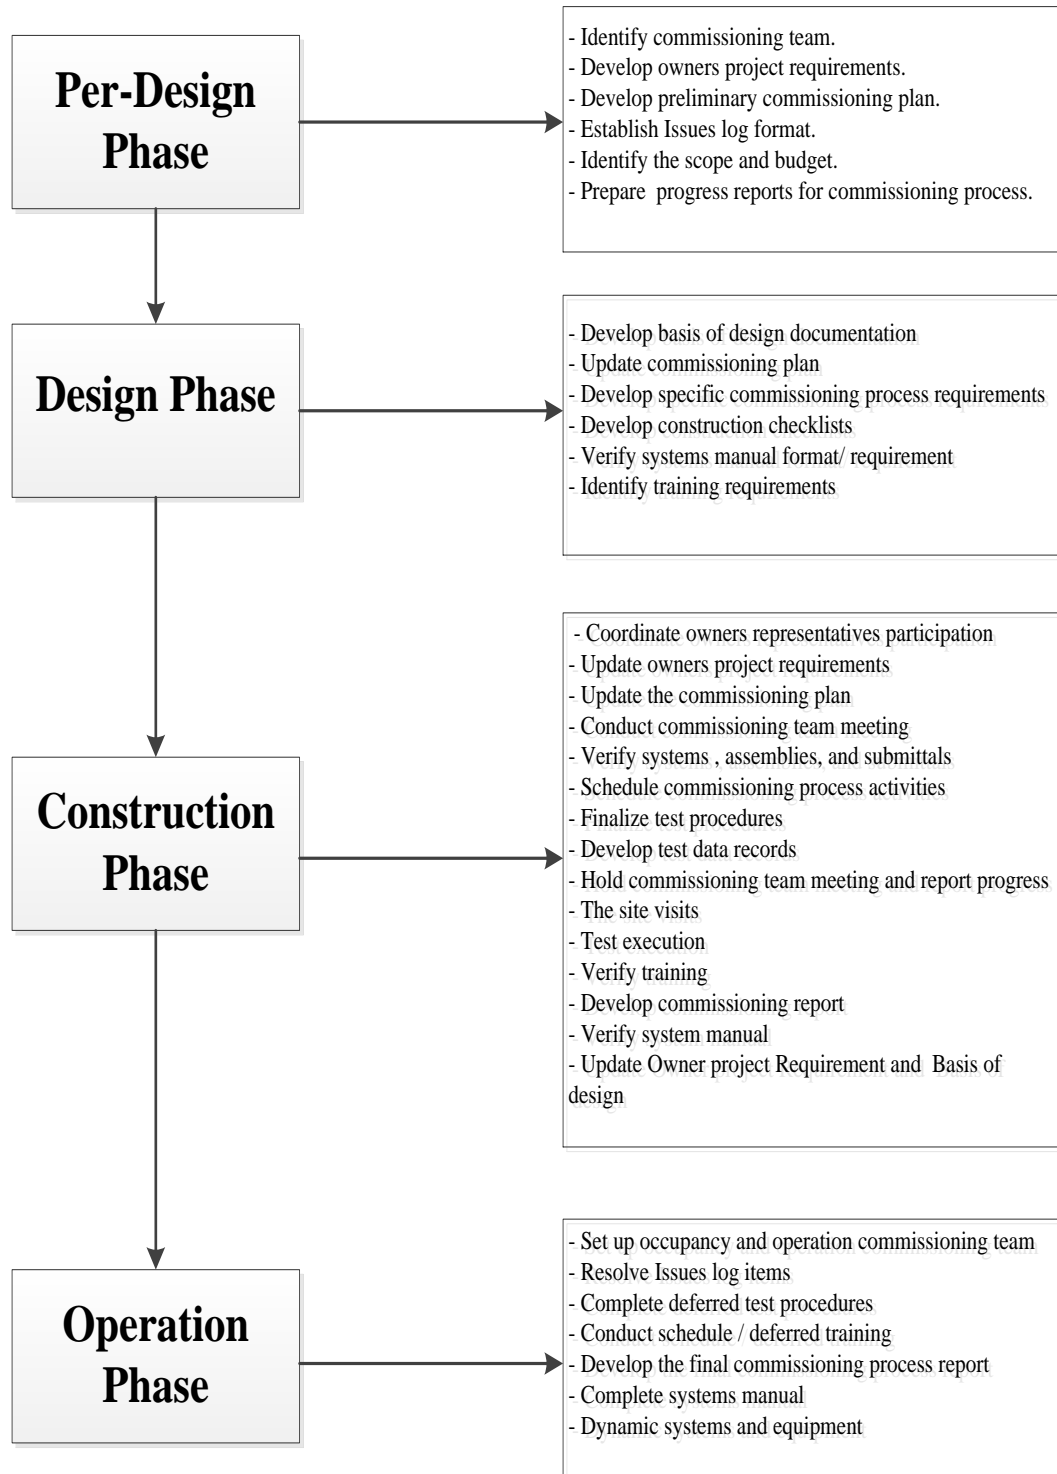 Per-Design
Phase
- Identify commissioning team.
- Develop owners project requirements.
- Develop preliminary commissioning plan.
- Establish Issues log format.
- Identify the scope and budget.
- Prepare progress reports for commissioning process.
Design Phase
- Develop basis of design documentation
- Update commissioning plan
- Develop specific commissioning process requirements
- Develop construction checklists
- Verify systems manual format/ requirement
- Identify training requirements
Construction
Phase
- Coordinate owners representatives participation
- Update owners project requirements
- Update the commissioning plan
- Conduct commissioning team meeting
- Verify systems , assemblies, and submittals
- Schedule commissioning process activities
- Finalize test procedures
- Develop test data records
- Hold commissioning team meeting and report progress
- The site visits
- Test execution
- Verify training
- Develop commissioning report
- Verify system manual
- Update Owner project Requirement and Basis of
design
Operation
Phase
- Set up occupancy and operation commissioning team
- Resolve Issues log items
- Complete deferred test procedures
- Conduct schedule / deferred training
- Develop the final commissioning process report
- Complete systems manual
- Dynamic systems and equipment